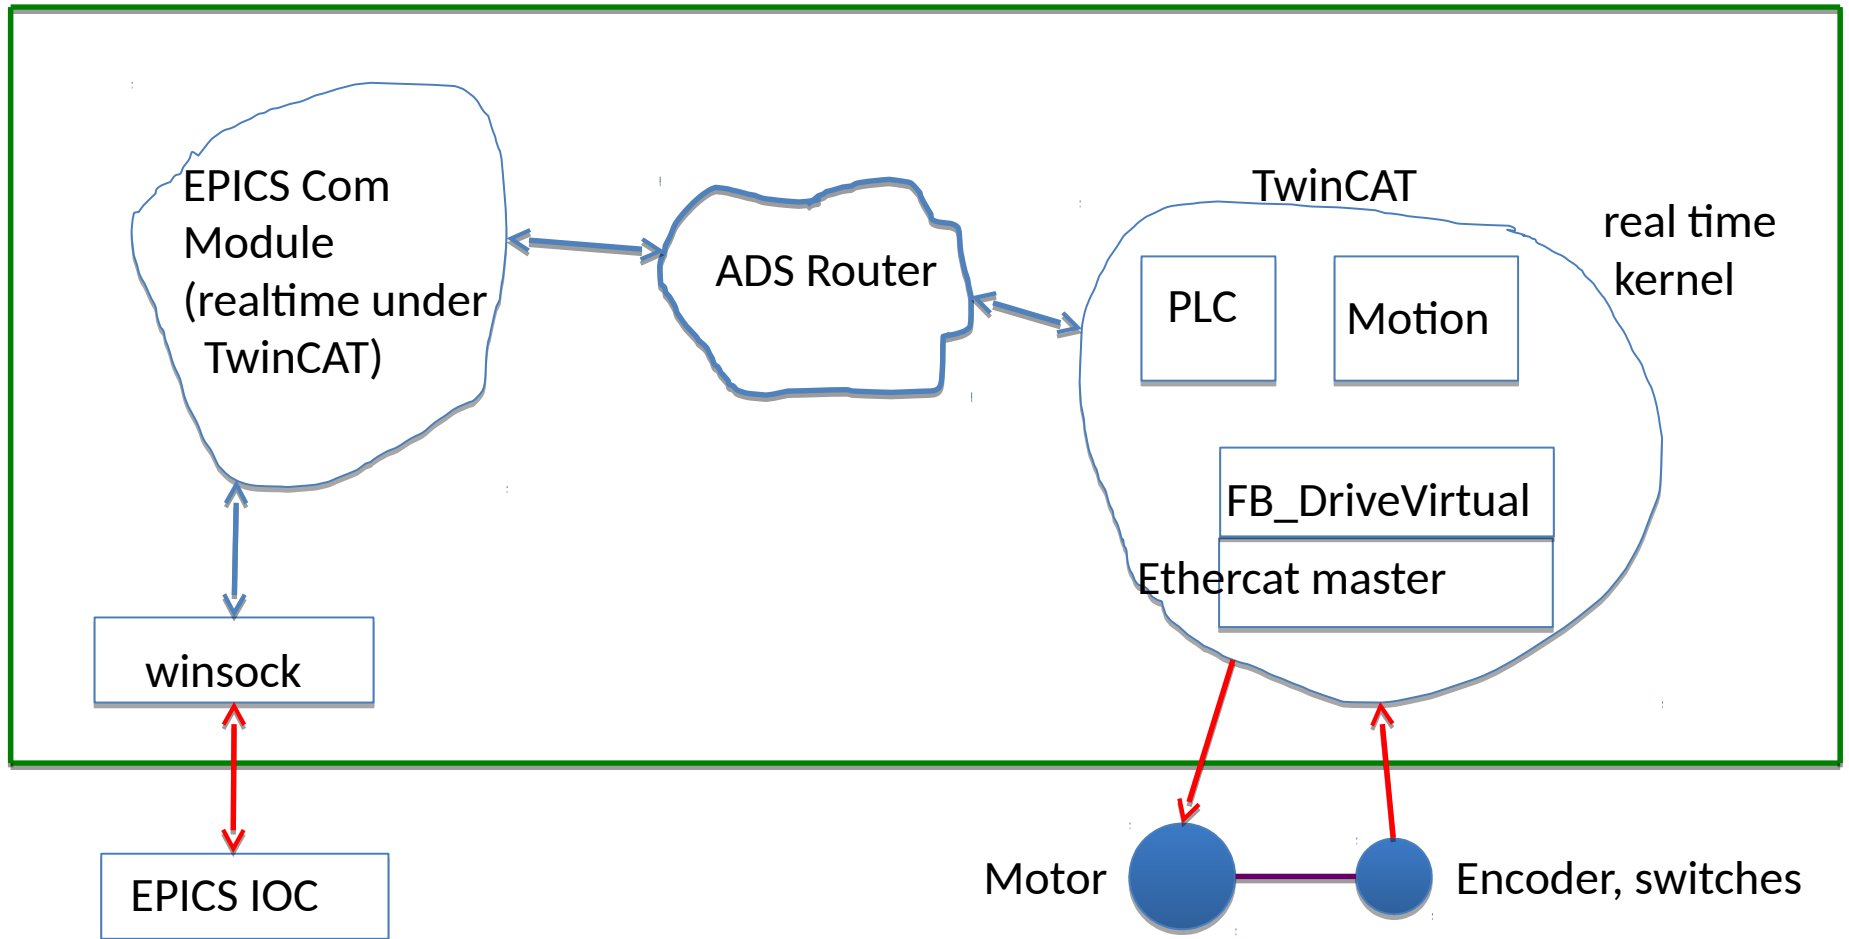 EPICS Com
Module
(realtime under
TwinCAT)
ADS Router
TwinCAT
real time
kernel
PLC
Motion
FB_DriveVirtual
Ethercat master
winsock
EPICS IOC
Motor
Encoder, switches